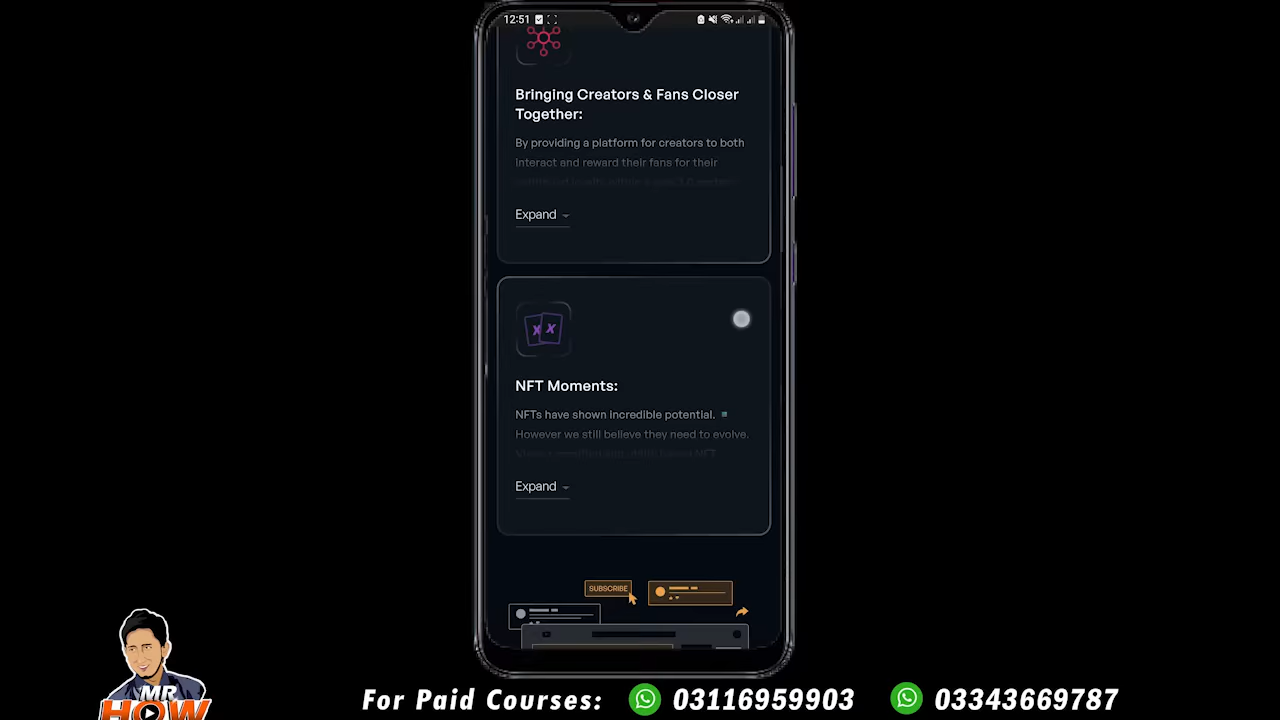 12:51
Bringing Creators & Fans Closer
Together:
By providing a platform for creators to both
Interact and reward their fans for their
Expand
X X
NFT Moments:
NFTs have shown incredible potential.
However we still believe they need to evolve.
Expand
SUBSCRIBE
MR
HOW
For Paid Courses: 03116959903 03343669787